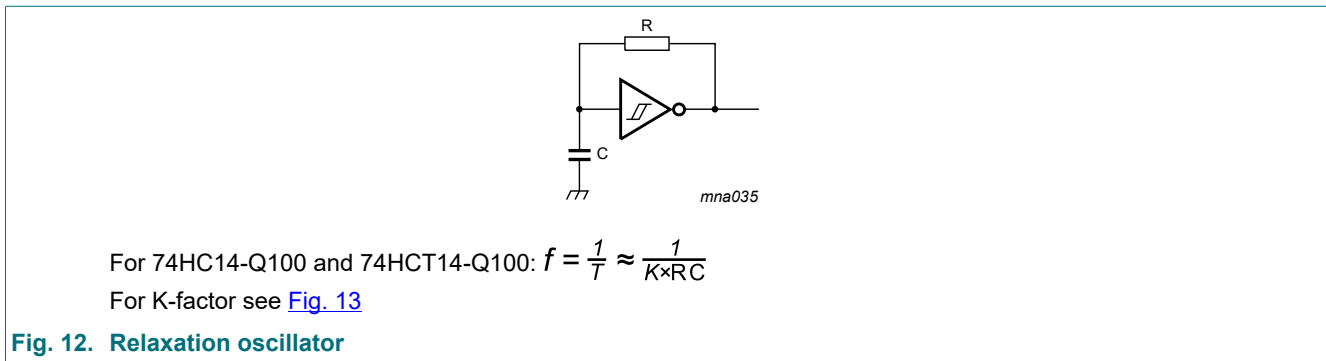 R
C
mna035
For 74HC14-Q100 and 74HCT14-Q100: f = 1/T ≈ 1/K×RC
For K-factor see Fig. 13
Fig. 12. Relaxation oscillator